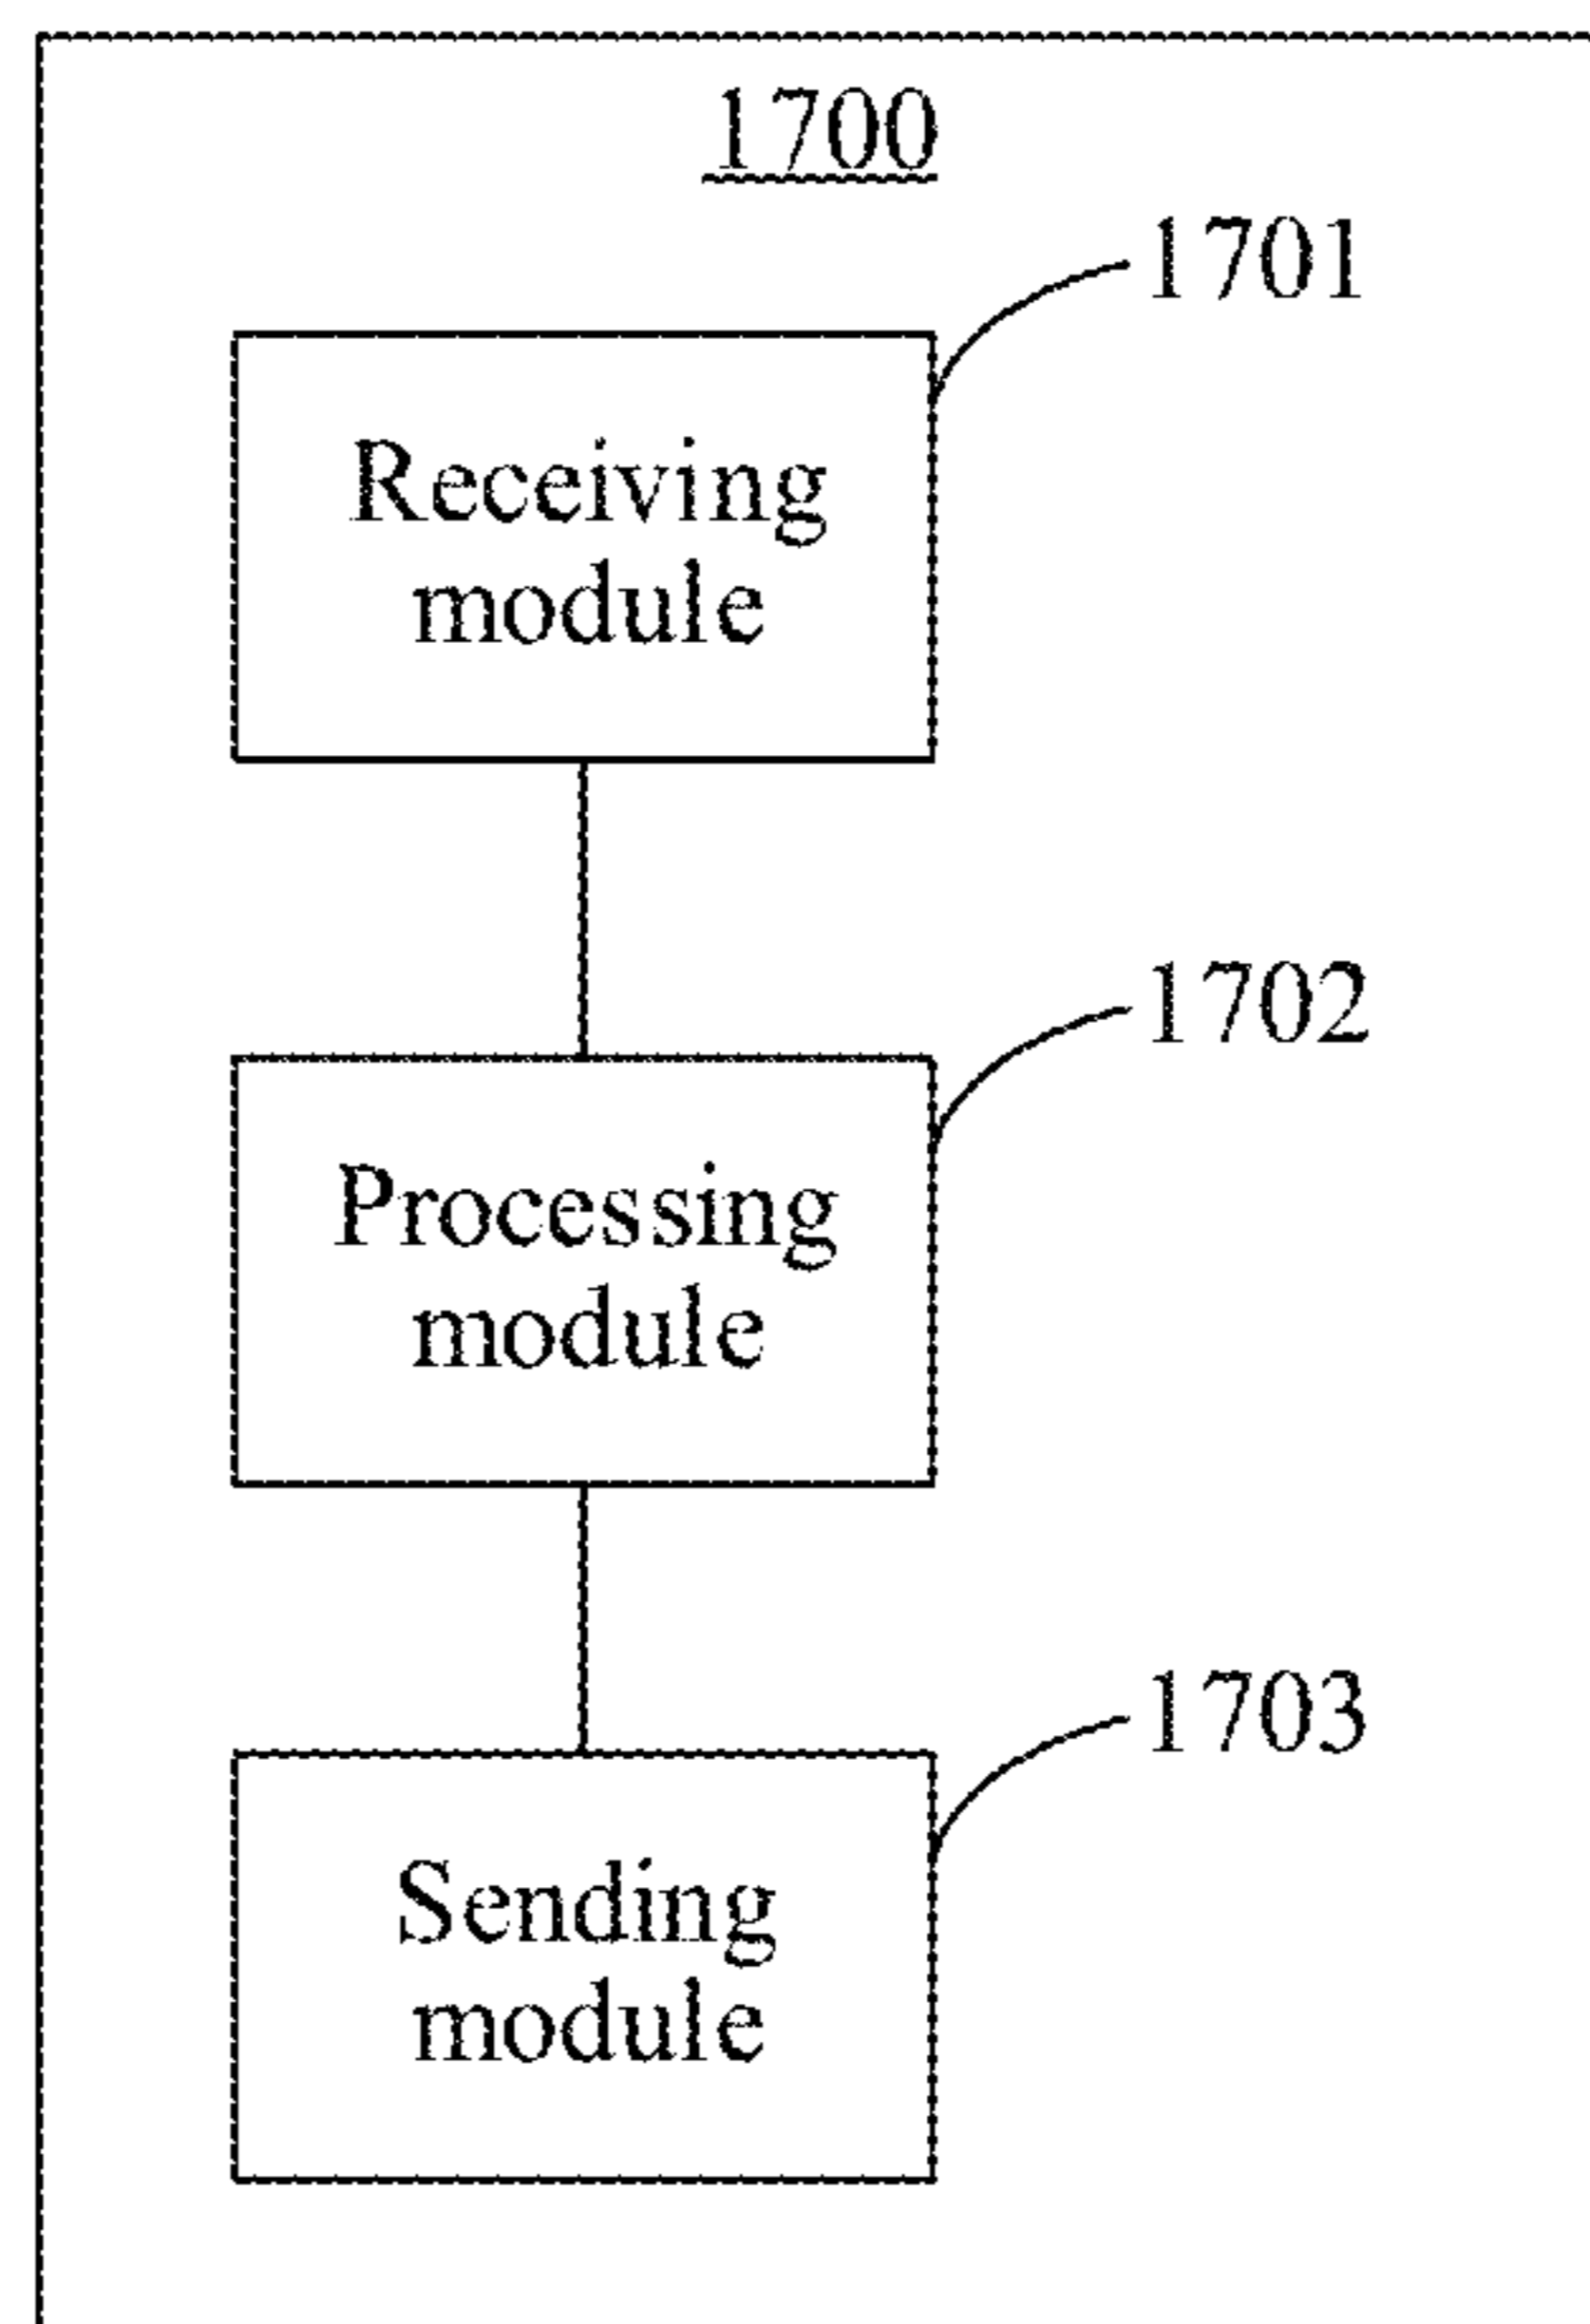 1700
1701
Receiving
module
1702
Processing
module
1703
Sending
module